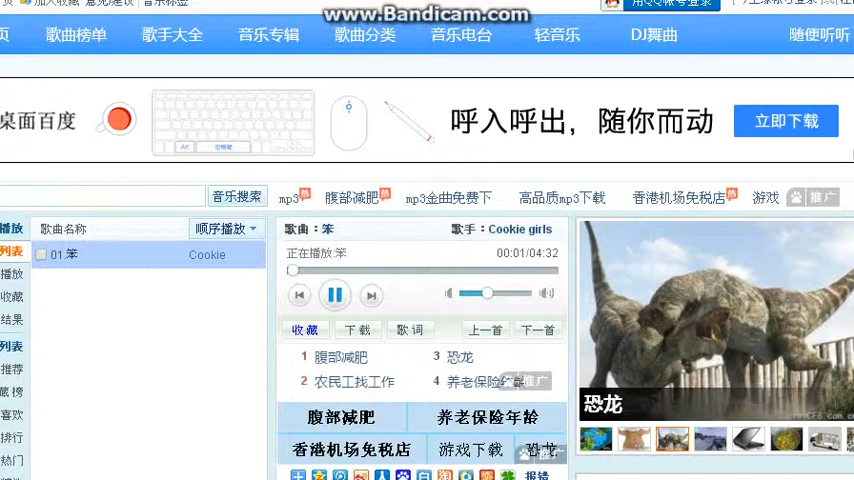 www.Bandicam.com
页 加入收藏 意见/建议 音乐标签
用QQ帐号登录
页 歌曲榜单 歌手大全 音乐专辑 歌曲分类 音乐电台 轻音乐 DJ舞曲 随便听听
桌面百度 呼入呼出，随你而动 立即下载
音乐搜索 mp3热 腹部减肥热 mp3金曲免费下 高品质mp3下载 香港机场免税店热 游戏 推广
播放 歌曲名称 顺序播放
歌曲：笨 歌手：Cookie girls
列表 01.笨 Cookie
正在播放:笨 00:01/04:32
播放
收藏
结果
收藏 下载 歌词 上一首 下一首
列表
1 腹部减肥 3 恐龙
推荐
2 农民工找工作 4 养老保险 推广
藏榜
喜欢
腹部减肥 养老保险年龄
排行
香港机场免税店 游戏下载 恐龙 推广
热门
报错
恐龙